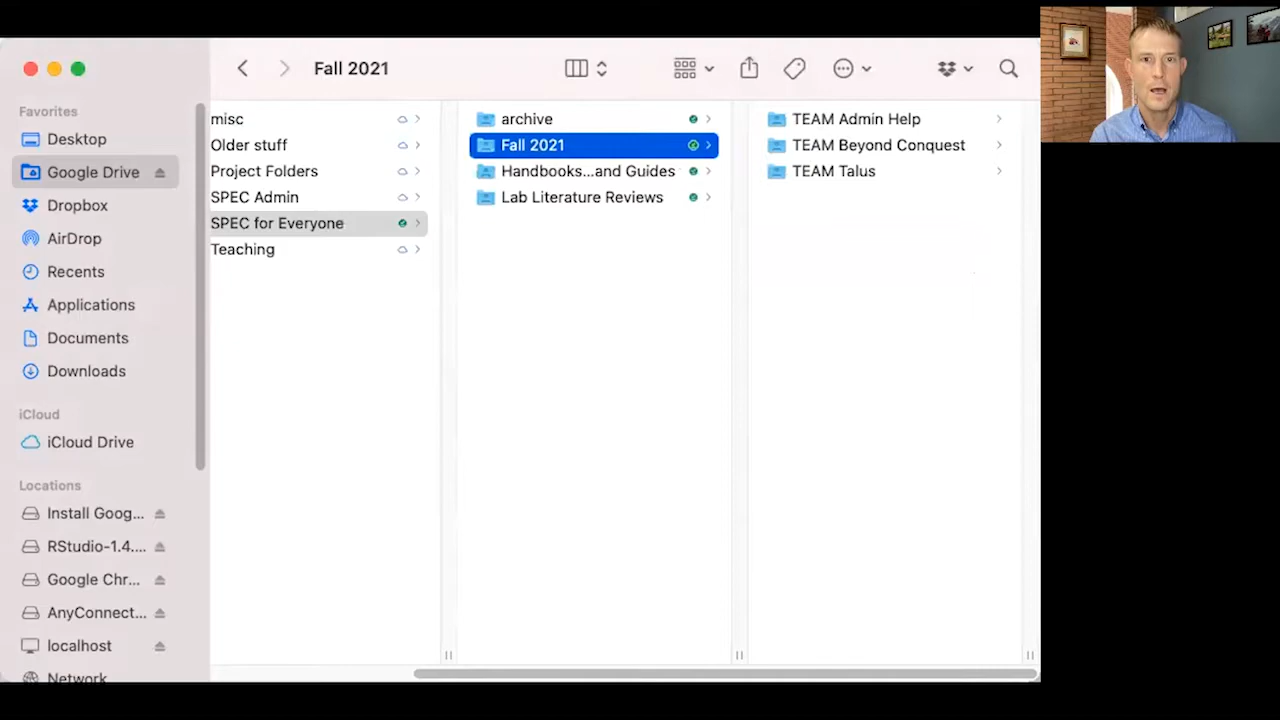 Fall 2021
Favorites
Desktop
Google Drive
Dropbox
AirDrop
Recents
Applications
Documents
Downloads
iCloud
iCloud Drive
Locations
Install Goog...
RStudio-1.4....
Google Chr...
AnyConnect...
localhost
Network
misc
Older stuff
Project Folders
SPEC Admin
SPEC for Everyone
Teaching
archive
Fall 2021
Handbooks...and Guides
Lab Literature Reviews
TEAM Admin Help
TEAM Beyond Conquest
TEAM Talus